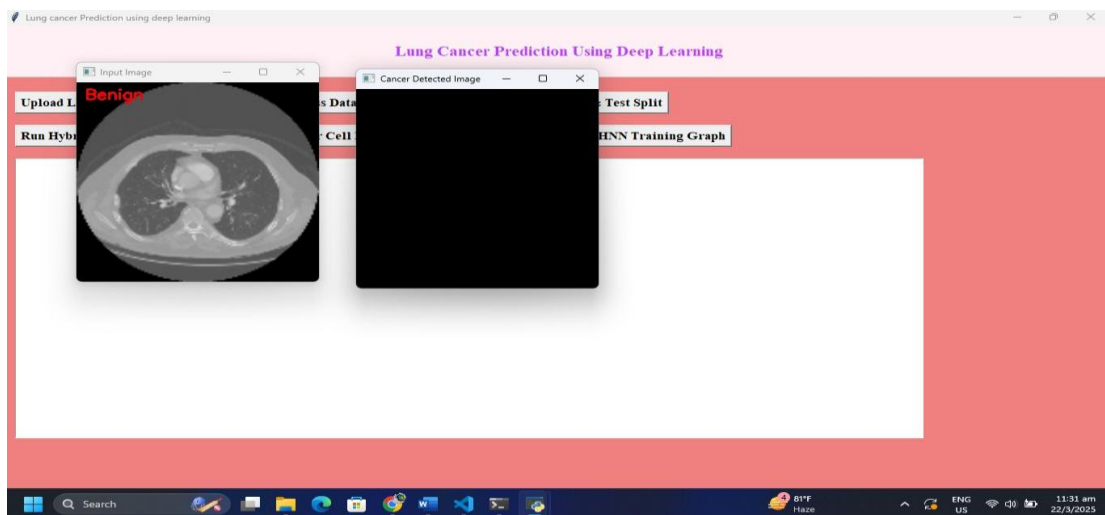 Lung cancer Prediction using deep learning
Lung Cancer Prediction Using Deep Learning
Input Image
Cancer Detected Image
Benign
Upload L
s Data
Test Split
Run Hyb
Cell
HNN Training Graph
Search
4
81°F
Haze
ENG
US
11:31 am
22/3/2025